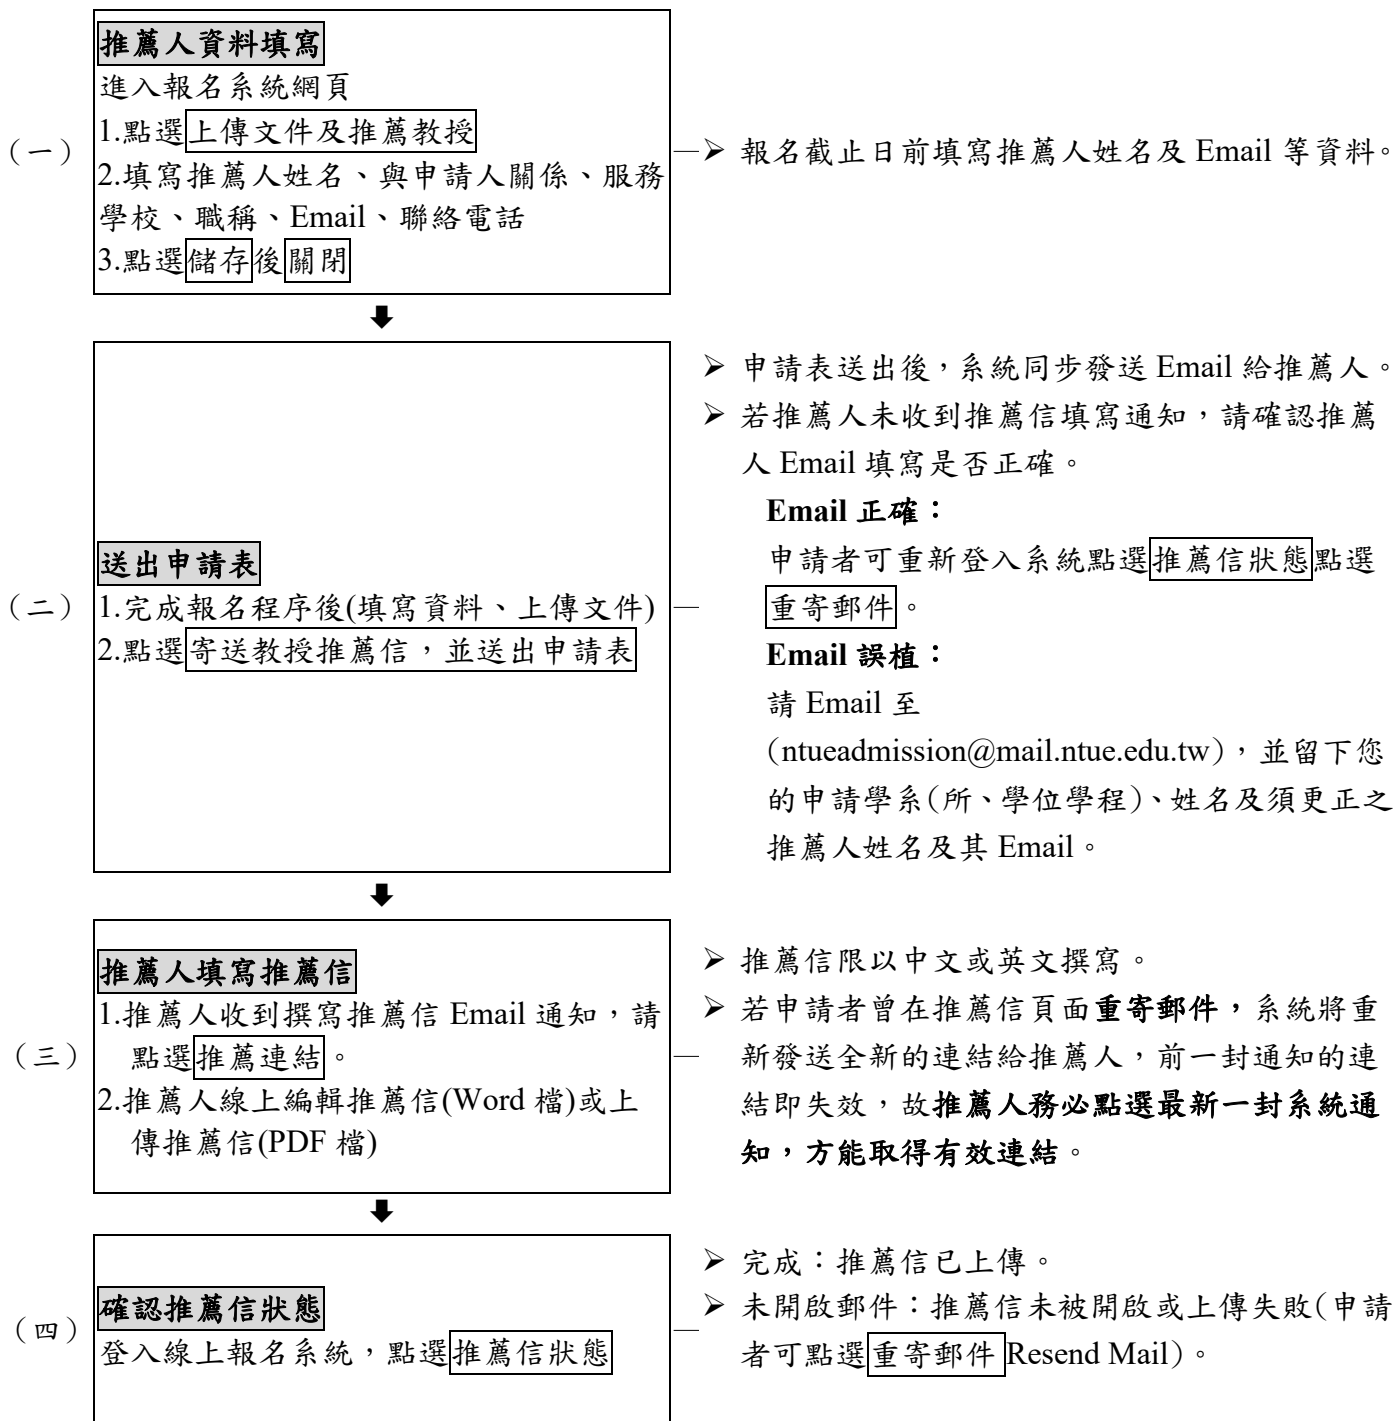 推薦人資料填寫
進入報名系統網頁
（一）
1.點選上傳文件及推薦教授
2.填寫推薦人姓名、與申請人關係、服務
學校、職稱、Email、聯絡電話
3.點選儲存後關閉
➢ 報名截止日前填寫推薦人姓名及 Email 等資料。
（二）
送出申請表
1.完成報名程序後(填寫資料、上傳文件)
2.點選寄送教授推薦信，並送出申請表
➢ 申請表送出後，系統同步發送 Email 給推薦人。
➢ 若推薦人未收到推薦信填寫通知，請確認推薦
人 Email 填寫是否正確。
Email 正確：
申請者可重新登入系統點選推薦信狀態點選
重寄郵件。
Email 誤植：
請 Email 至
（ntueadmission@mail.ntue.edu.tw），並留下您
的申請學系(所、學位學程)、姓名及須更正之
推薦人姓名及其 Email。
（三）
推薦人填寫推薦信
1.推薦人收到撰寫推薦信 Email 通知，請
點選推薦連結。
2.推薦人線上編輯推薦信(Word 檔)或上
傳推薦信(PDF 檔)
➢ 推薦信限以中文或英文撰寫。
➢ 若申請者曾在推薦信頁面重寄郵件，系統將重
新發送全新的連結給推薦人，前一封通知的連
結即失效，故推薦人務必點選最新一封系統通
知，方能取得有效連結。
（四）
確認推薦信狀態
登入線上報名系統，點選推薦信狀態
➢ 完成：推薦信已上傳。
➢ 未開啟郵件：推薦信未被開啟或上傳失敗(申請
者可點選重寄郵件 Resend Mail)。